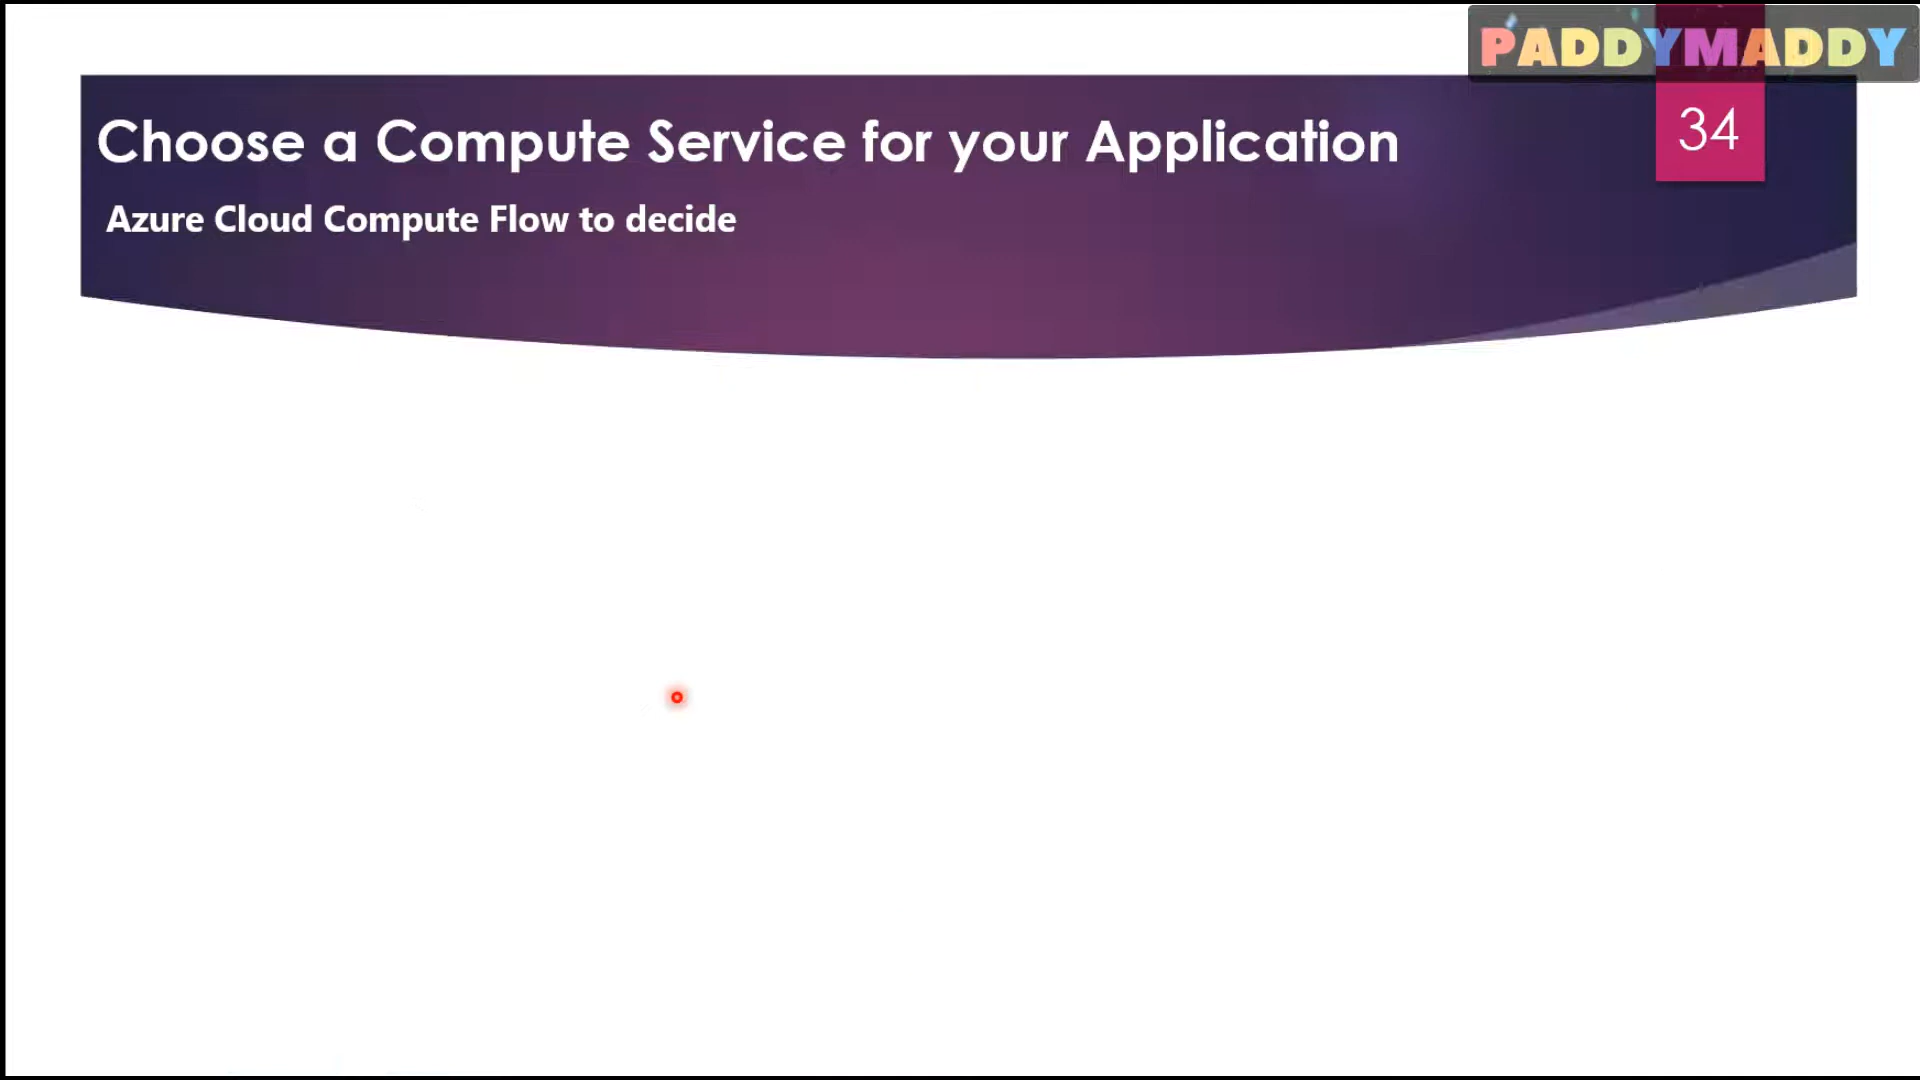 PADDYMADDY
Choose a Compute Service for your Application
34
Azure Cloud Compute Flow to decide